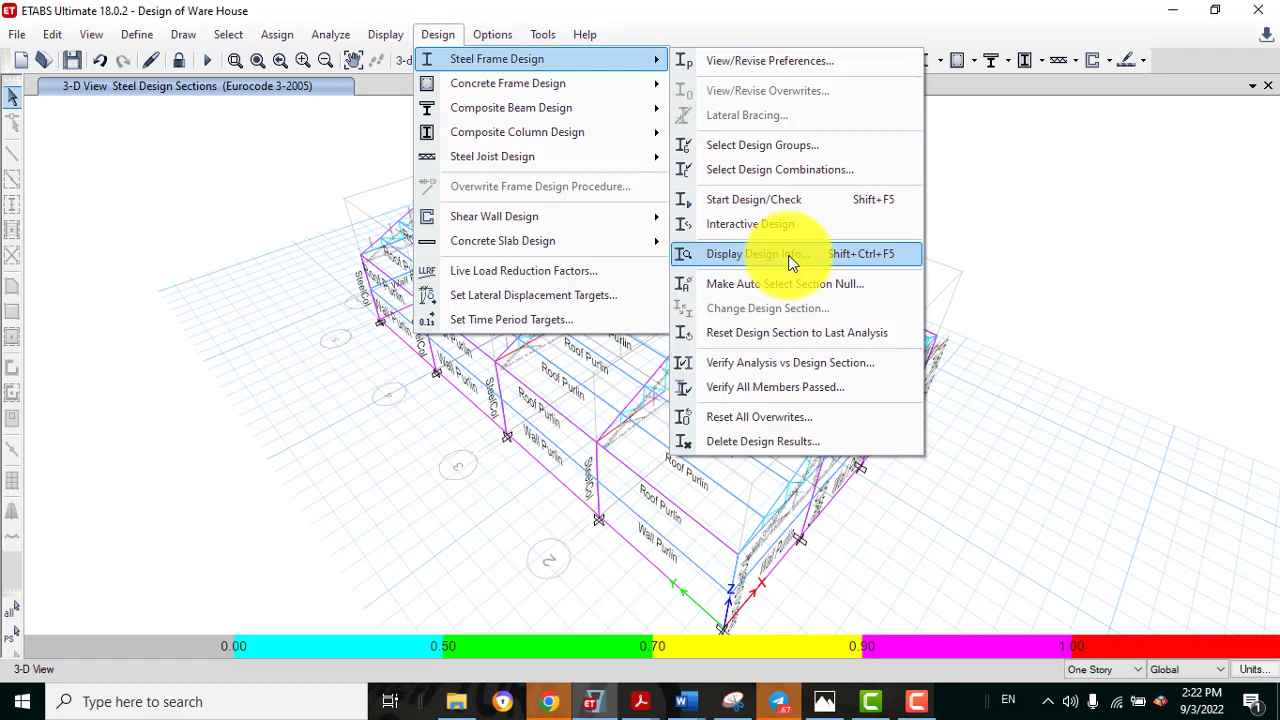 ETABS Ultimate 18.0.2 - Design of Ware House
File Edit View Define Draw Select Assign Analyze Display Design Options Tools Help
3-D View Steel Design Sections (Eurocode 3-2005)
Steel Frame Design
Concrete Frame Design
Composite Beam Design
Composite Column Design
Steel Joist Design
Overwrite Frame Design Procedure...
Shear Wall Design
Concrete Slab Design
Live Load Reduction Factors...
Set Lateral Displacement Targets...
Set Time Period Targets...
View/Revise Preferences...
View/Revise Overwrites...
Lateral Bracing...
Select Design Groups...
Select Design Combinations...
Start Design/Check Shift+F5
Interactive Design
Display Design Info... Shift+Ctrl+F5
Make Auto Select Section Null...
Change Design Section...
Reset Design Section to Last Analysis
Verify Analysis vs Design Section...
Verify All Members Passed...
Reset All Overwrites...
Delete Design Results...
SteelCol
Roof Purlin
Roof Purlin
Wall Purlin
SteelCol
Roof Purlin
Roof Purlin
Wall Purlin
SteelCol
Roof Purlin
Wall Purlin
4
3
2
Y
Z
X
all
PS
0.00 0.50 0.70 0.90 1.00
3-D View
One Story
Global
Units...
Type here to search
67
EN
2:22 PM
9/3/2022
1